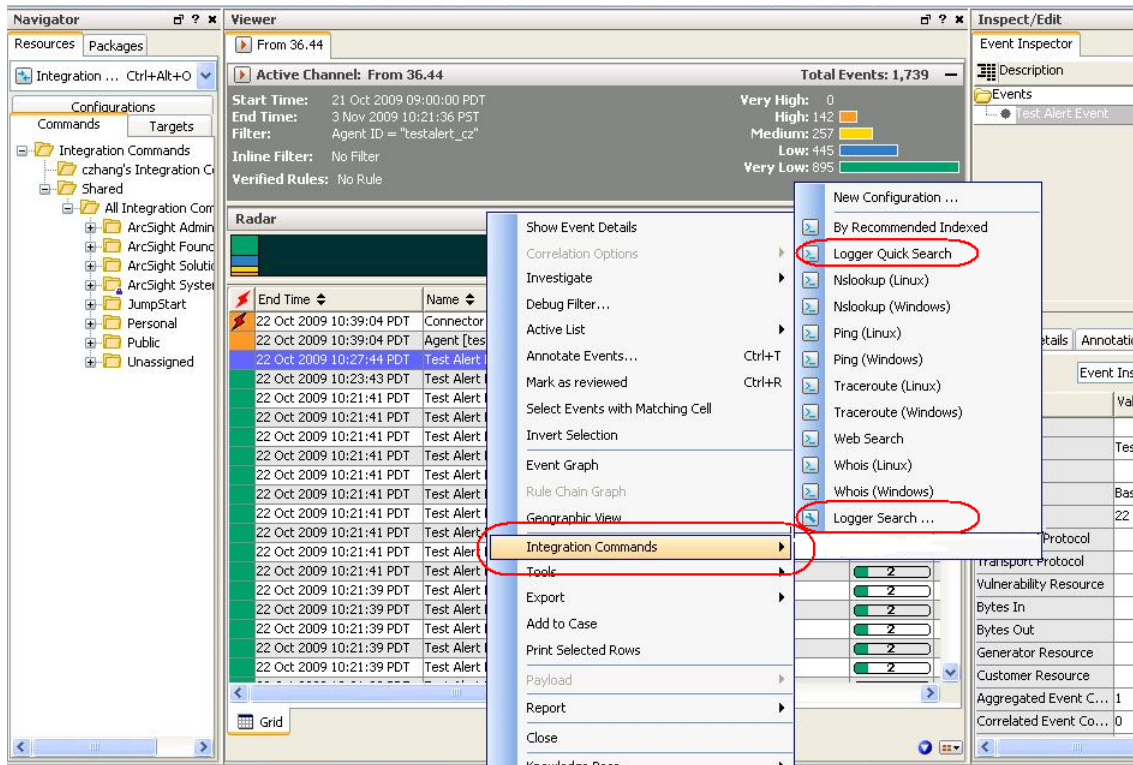 Navigator
Resources
Packages
Integration ... Ctrl+Alt+O
Configurations
Commands
Targets
Integration Commands
czhang's Integration
Shared
All Integration Com
ArcSight Admin
ArcSight Found
ArcSight Solutio
ArcSight System
JumpStart
Personal
Public
Unassigned
Viewer
From 36.44
Active Channel: From 36.44
Total Events: 1,739
Start Time: 21 Oct 2009 09:00:00 PDT
End Time: 3 Nov 2009 10:21:36 PST
Filter: Agent ID = "testalert_cz"
Inline Filter: No Filter
Verified Rules: No Rule
Very High: 0
High: 142
Medium: 257
Low: 445
Very Low: 895
Radar
End Time
Name
22 Oct 2009 10:39:04 PDT Connector
22 Oct 2009 10:39:04 PDT Agent [tes
22 Oct 2009 10:27:44 PDT Test Alert
22 Oct 2009 10:23:43 PDT Test Alert
22 Oct 2009 10:21:41 PDT Test Alert
22 Oct 2009 10:21:41 PDT Test Alert
22 Oct 2009 10:21:41 PDT Test Alert
22 Oct 2009 10:21:41 PDT Test Alert
22 Oct 2009 10:21:41 PDT Test Alert
22 Oct 2009 10:21:41 PDT Test Alert
22 Oct 2009 10:21:41 PDT Test Alert
22 Oct 2009 10:21:41 PDT Test Alert
22 Oct 2009 10:21:41 PDT Test Alert
22 Oct 2009 10:21:41 PDT Test Alert 2
22 Oct 2009 10:21:39 PDT Test Alert 2
22 Oct 2009 10:21:39 PDT Test Alert 2
22 Oct 2009 10:21:39 PDT Test Alert 2
22 Oct 2009 10:21:39 PDT Test Alert 2
22 Oct 2009 10:21:39 PDT Test Alert 2
Grid
Show Event Details
Correlation Options
Investigate
Debug Filter...
Active List
Annotate Events... Ctrl+T
Mark as reviewed Ctrl+R
Select Events with Matching Cell
Invert Selection
Event Graph
Rule Chain Graph
Geographic View
Integration Commands
Tools
Export
Add to Case
Print Selected Rows
Payload
Report
Close
Knowledge Base
New Configuration ...
By Recommended Indexed
Logger Quick Search
Nslookup (Linux)
Nslookup (Windows)
Ping (Linux)
Ping (Windows)
Traceroute (Linux)
Traceroute (Windows)
Web Search
Whois (Linux)
Whois (Windows)
Logger Search ...
Inspect/Edit
Event Inspector
Description
Events
Test Alert Event
etails
Annotatio
Event Ins
Val
Tes
Bas
22
Protocol
Transport Protocol
Vulnerability Resource
Bytes In
Bytes Out
Generator Resource
Customer Resource
Aggregated Event C... 1
Correlated Event Co... 0